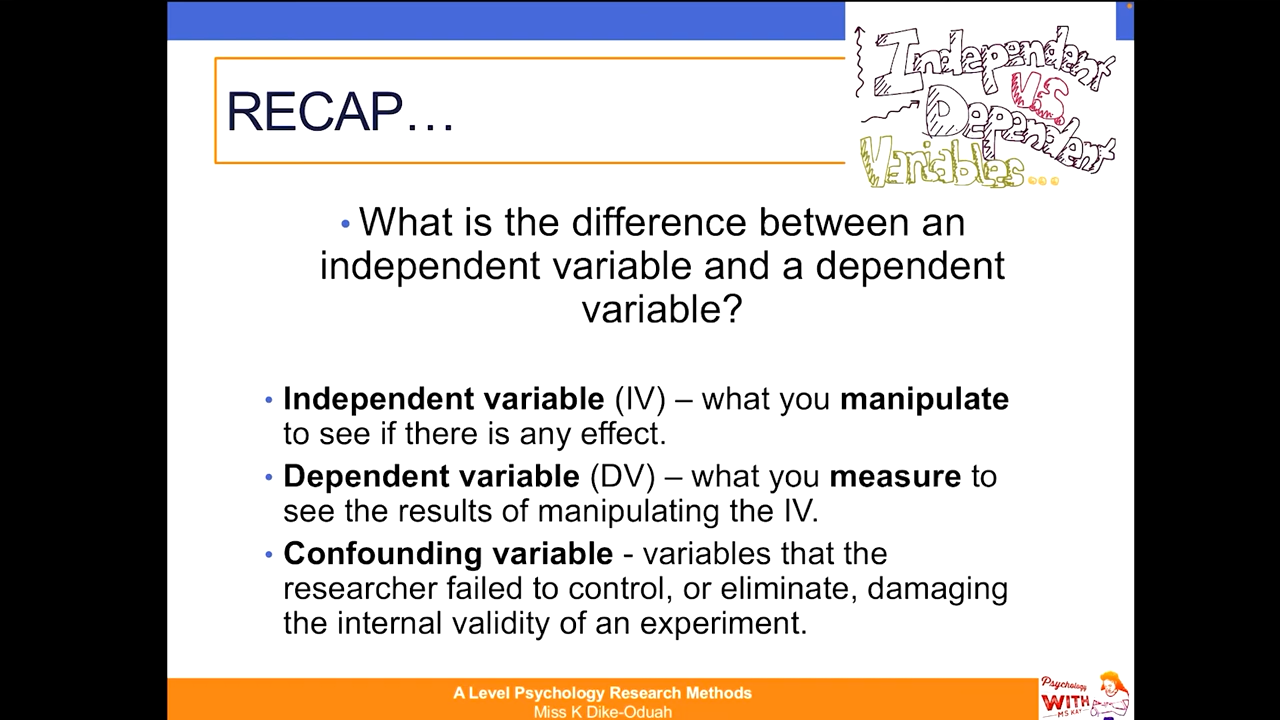 Independent
V.S
Dependent
Variables...
RECAP…
• What is the difference between an
independent variable and a dependent
variable?
• Independent variable (IV) – what you manipulate
to see if there is any effect.
• Dependent variable (DV) – what you measure to
see the results of manipulating the IV.
• Confounding variable - variables that the
researcher failed to control, or eliminate, damaging
the internal validity of an experiment.
A Level Psychology Research Methods
Miss K Dike-Oduah
Psychology
WITH